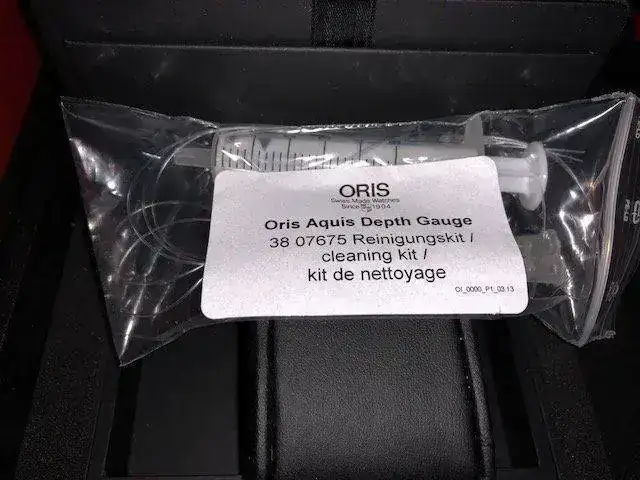 ORIS
Swiss Made Watches
Since 1904
Oris Aquis Depth Gauge
38 07675 Reinigungskit /
cleaning kit /
kit de nettoyage
CI_0000_P1_03.13